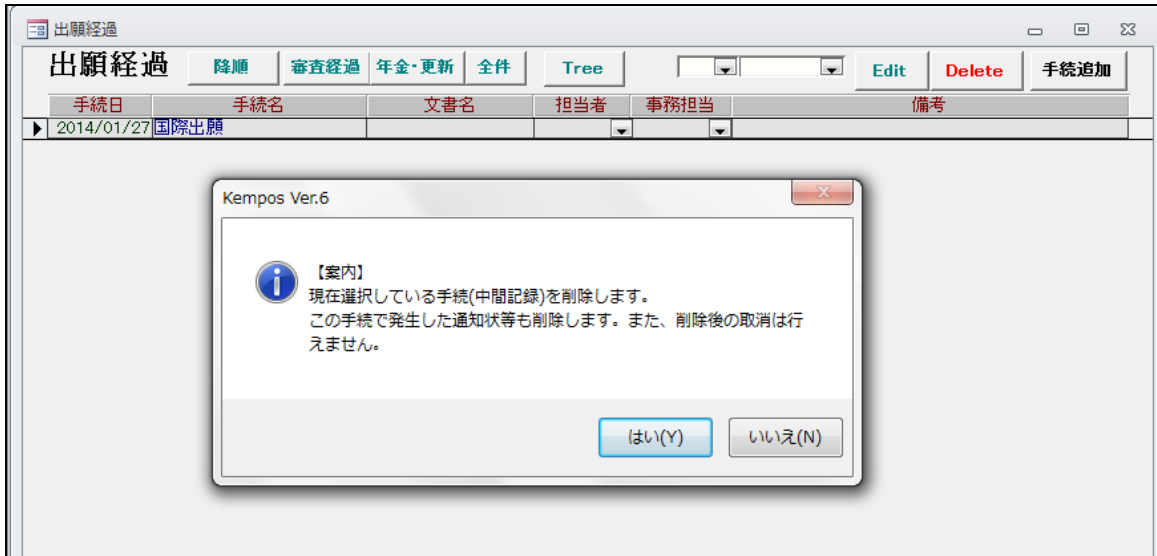 出願経過
出願経過 降順 審査経過 年金・更新 全件 Tree Edit Delete 手続追加
手続日 手続名 文書名 担当者 事務担当 備考
2014/01/27 国際出願
Kempos Ver.6
【案内】
現在選択している手続(中間記録)を削除します。
この手続で発生した通知状等も削除します。また、削除後の取消は行
えません。
はい(Y) いいえ(N)